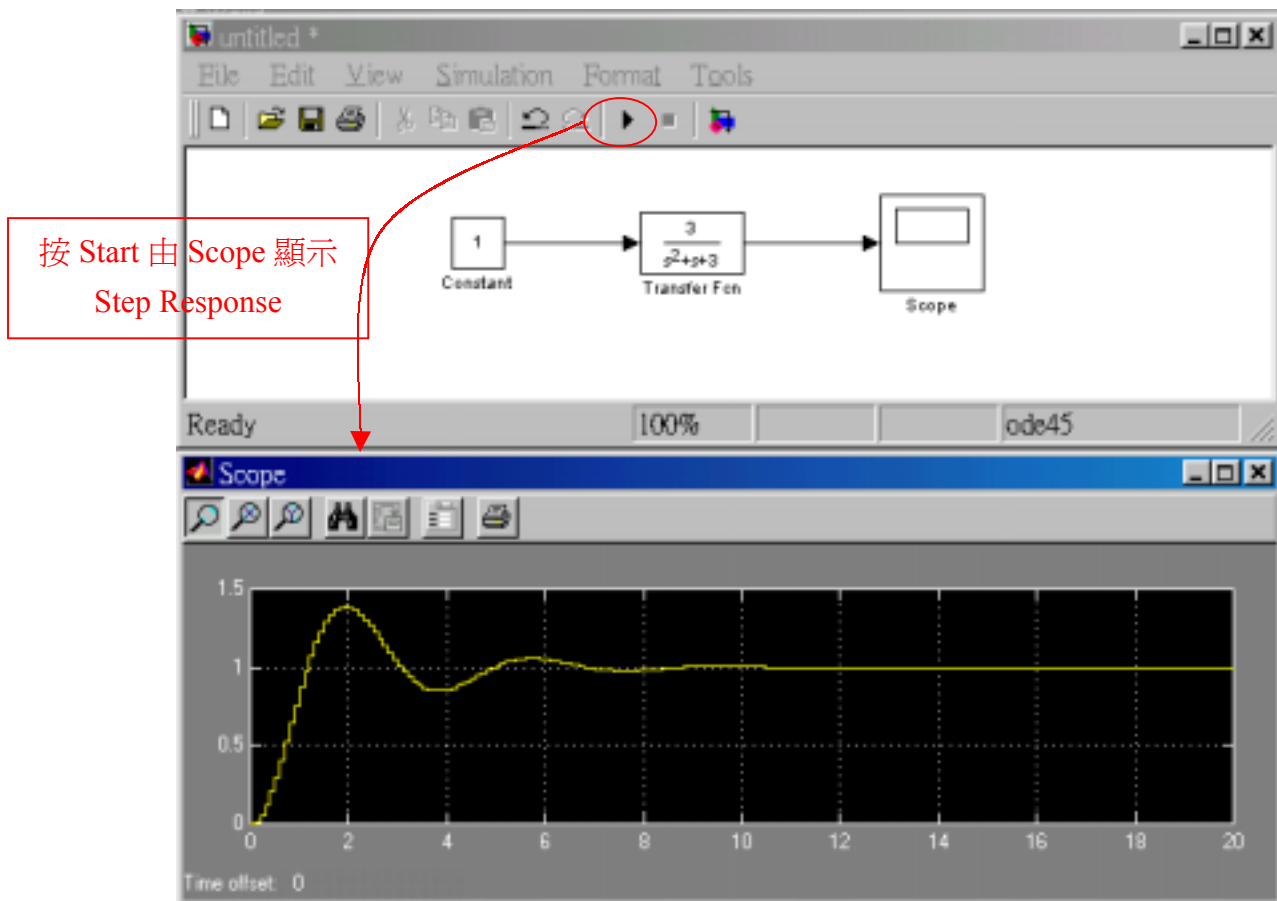 untitled *
File Edit View Simulation Format Tools
按 Start 由 Scope 顯示
Step Response
1
Constant
3
s2+s+3
Transfer Fcn
Scope
Ready 100% ode45
Scope
1.5
1
0.5
0
0 2 4 6 8 10 12 14 16 18 20
Time offset: 0